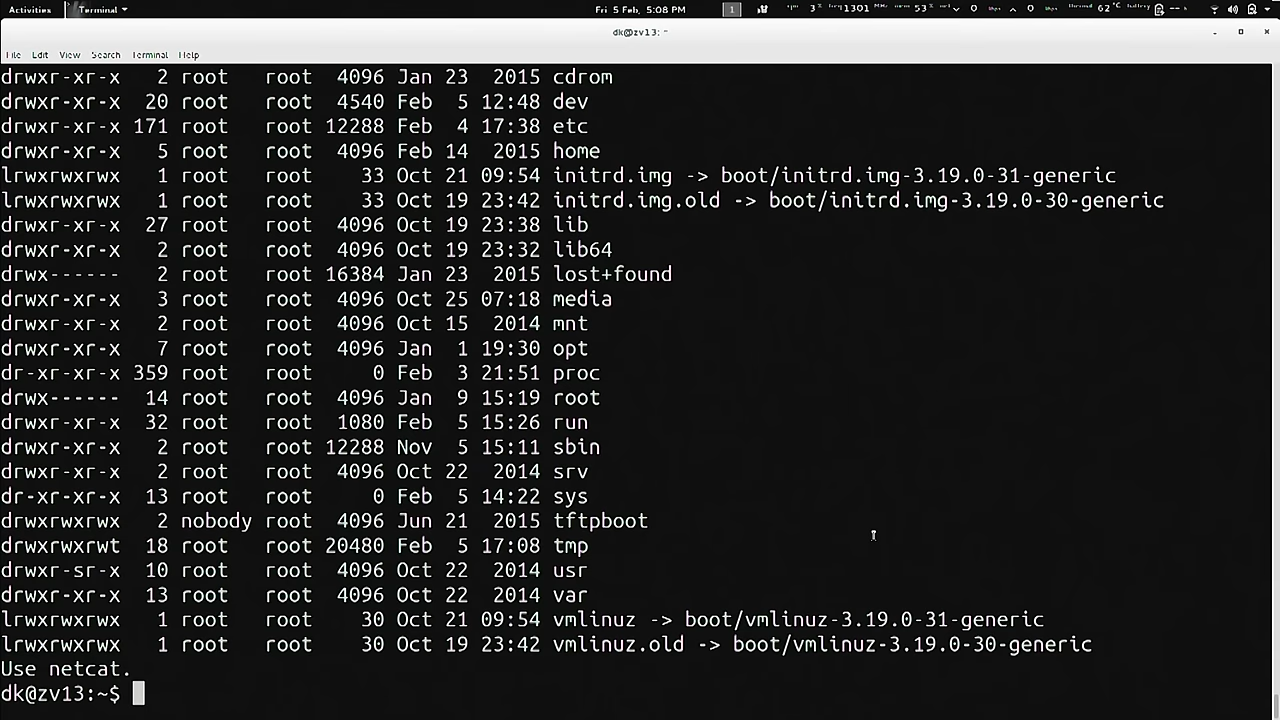 Activities Terminal Fri 5 Feb, 5:08 PM 1 3% 1301 MHz 53% 0 0 62 °C
dk@zv13: ~
File Edit View Search Terminal Help
drwxr-xr-x 2 root root 4096 Jan 23 2015 cdrom
drwxr-xr-x 20 root root 4540 Feb 5 12:48 dev
drwxr-xr-x 171 root root 12288 Feb 4 17:38 etc
drwxr-xr-x 5 root root 4096 Feb 14 2015 home
lrwxrwxrwx 1 root root 33 Oct 21 09:54 initrd.img -> boot/initrd.img-3.19.0-31-generic
lrwxrwxrwx 1 root root 33 Oct 19 23:42 initrd.img.old -> boot/initrd.img-3.19.0-30-generic
drwxr-xr-x 27 root root 4096 Oct 19 23:38 lib
drwxr-xr-x 2 root root 4096 Oct 19 23:32 lib64
drwx------ 2 root root 16384 Jan 23 2015 lost+found
drwxr-xr-x 3 root root 4096 Oct 25 07:18 media
drwxr-xr-x 2 root root 4096 Oct 15 2014 mnt
drwxr-xr-x 7 root root 4096 Jan 1 19:30 opt
dr-xr-xr-x 359 root root 0 Feb 3 21:51 proc
drwx------ 14 root root 4096 Jan 9 15:19 root
drwxr-xr-x 32 root root 1080 Feb 5 15:26 run
drwxr-xr-x 2 root root 12288 Nov 5 15:11 sbin
drwxr-xr-x 2 root root 4096 Oct 22 2014 srv
dr-xr-xr-x 13 root root 0 Feb 5 14:22 sys
drwxrwxrwx 2 nobody root 4096 Jun 21 2015 tftpboot
drwxrwxrwt 18 root root 20480 Feb 5 17:08 tmp
drwxr-sr-x 10 root root 4096 Oct 22 2014 usr
drwxr-xr-x 13 root root 4096 Oct 22 2014 var
lrwxrwxrwx 1 root root 30 Oct 21 09:54 vmlinuz -> boot/vmlinuz-3.19.0-31-generic
lrwxrwxrwx 1 root root 30 Oct 19 23:42 vmlinuz.old -> boot/vmlinuz-3.19.0-30-generic
Use netcat.
dk@zv13:~$